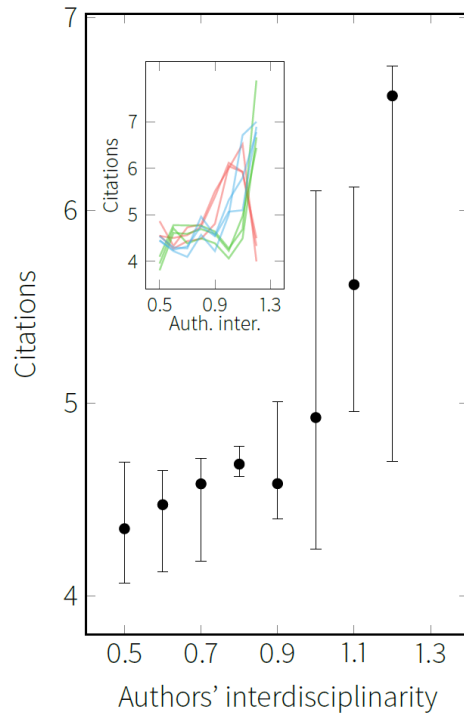 7
6
5
4
Citations
0.5 0.7 0.9 1.1 1.3
Authors' interdisciplinarity
7
6
5
4
Citations
0.5 0.9 1.3
Auth. inter.